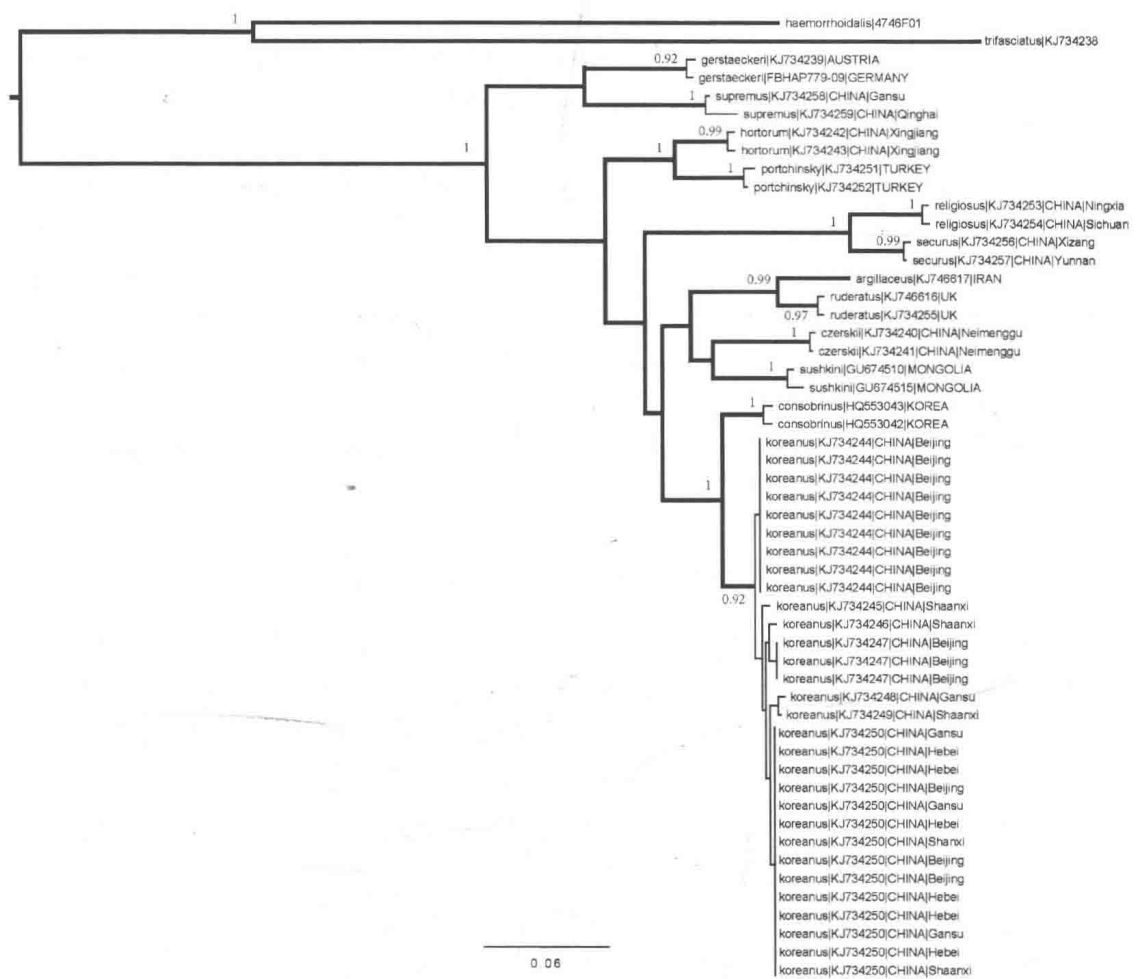 1
haemorrhoidalis|4746F01
trifasciatus|KJ734238
0.92
gerstaeckeri|KJ734239|AUSTRIA
gerstaeckeri|FBHAP779-09|GERMANY
1
supremus|KJ734258|CHINA|Gansu
supremus|KJ734259|CHINA|Qinghai
1
0.99
hortorum|KJ734242|CHINA|Xingjiang
1
hortorum|KJ734243|CHINA|Xingjiang
1
portchinsky|KJ734251|TURKEY
portchinsky|KJ734252|TURKEY
1
religiosus|KJ734253|CHINA|Ningxia
1
religiosus|KJ734254|CHINA|Sichuan
0.99
securus|KJ734256|CHINA|Xizang
securus|KJ734257|CHINA|Yunnan
0.99
argillaceus|KJ746617|IRAN
ruderatus|KJ746616|UK
0.97
ruderatus|KJ734255|UK
1
czerskii|KJ734240|CHINA|Neimenggu
czerskii|KJ734241|CHINA|Neimenggu
1
sushkini|GU674510|MONGOLIA
sushkini|GU674515|MONGOLIA
1
consobrinus|HQ553043|KOREA
consobrinus|HQ553042|KOREA
koreanus|KJ734244|CHINA|Beijing
koreanus|KJ734244|CHINA|Beijing
koreanus|KJ734244|CHINA|Beijing
1
koreanus|KJ734244|CHINA|Beijing
koreanus|KJ734244|CHINA|Beijing
koreanus|KJ734244|CHINA|Beijing
koreanus|KJ734244|CHINA|Beijing
koreanus|KJ734244|CHINA|Beijing
koreanus|KJ734244|CHINA|Beijing
0.92
koreanus|KJ734245|CHINA|Shaanxi
koreanus|KJ734246|CHINA|Shaanxi
koreanus|KJ734247|CHINA|Beijing
koreanus|KJ734247|CHINA|Beijing
koreanus|KJ734247|CHINA|Beijing
koreanus|KJ734248|CHINA|Gansu
koreanus|KJ734249|CHINA|Shaanxi
koreanus|KJ734250|CHINA|Gansu
koreanus|KJ734250|CHINA|Hebei
koreanus|KJ734250|CHINA|Hebei
koreanus|KJ734250|CHINA|Beijing
koreanus|KJ734250|CHINA|Gansu
koreanus|KJ734250|CHINA|Hebei
koreanus|KJ734250|CHINA|Shanxi
koreanus|KJ734250|CHINA|Beijing
koreanus|KJ734250|CHINA|Beijing
koreanus|KJ734250|CHINA|Hebei
koreanus|KJ734250|CHINA|Hebei
koreanus|KJ734250|CHINA|Gansu
koreanus|KJ734250|CHINA|Hebei
koreanus|KJ734250|CHINA|Shaanxi
0.06